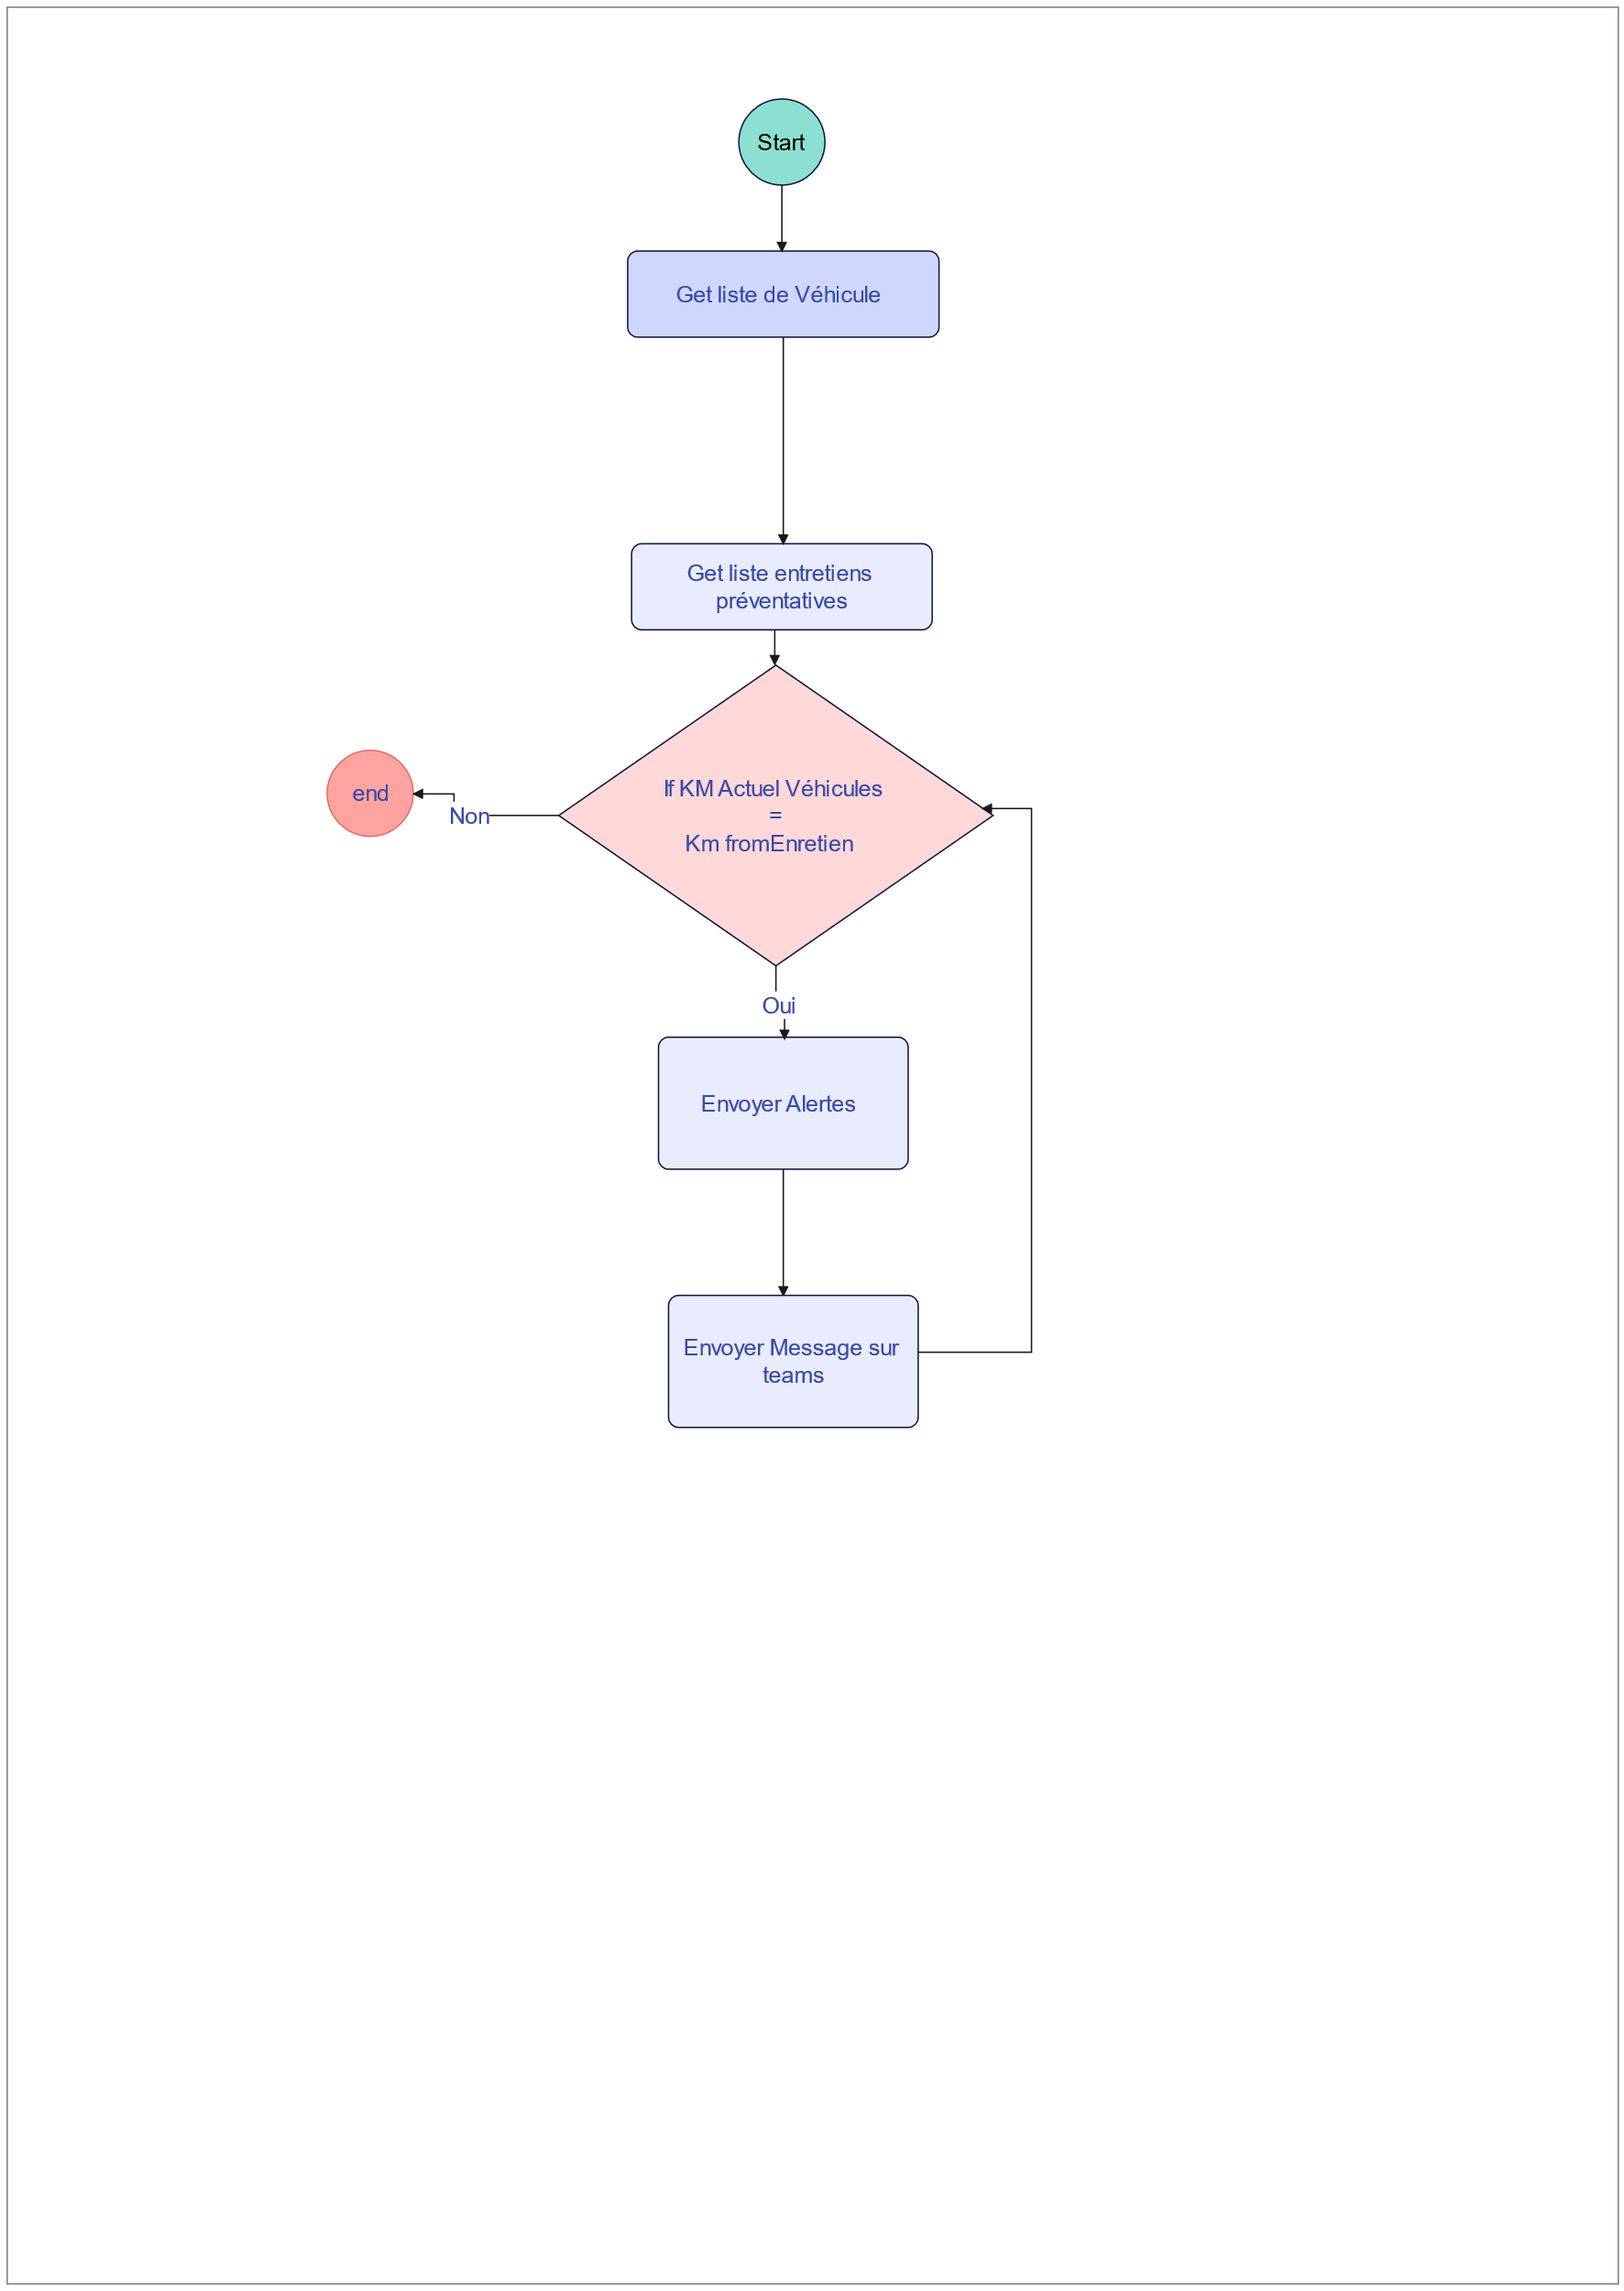 Start
Get liste de Véhicule
Get liste entretiens
préventatives
If KM Actuel Véhicules
=
Km fromEnretien
end
Non
Oui
Envoyer Alertes
Envoyer Message sur
teams